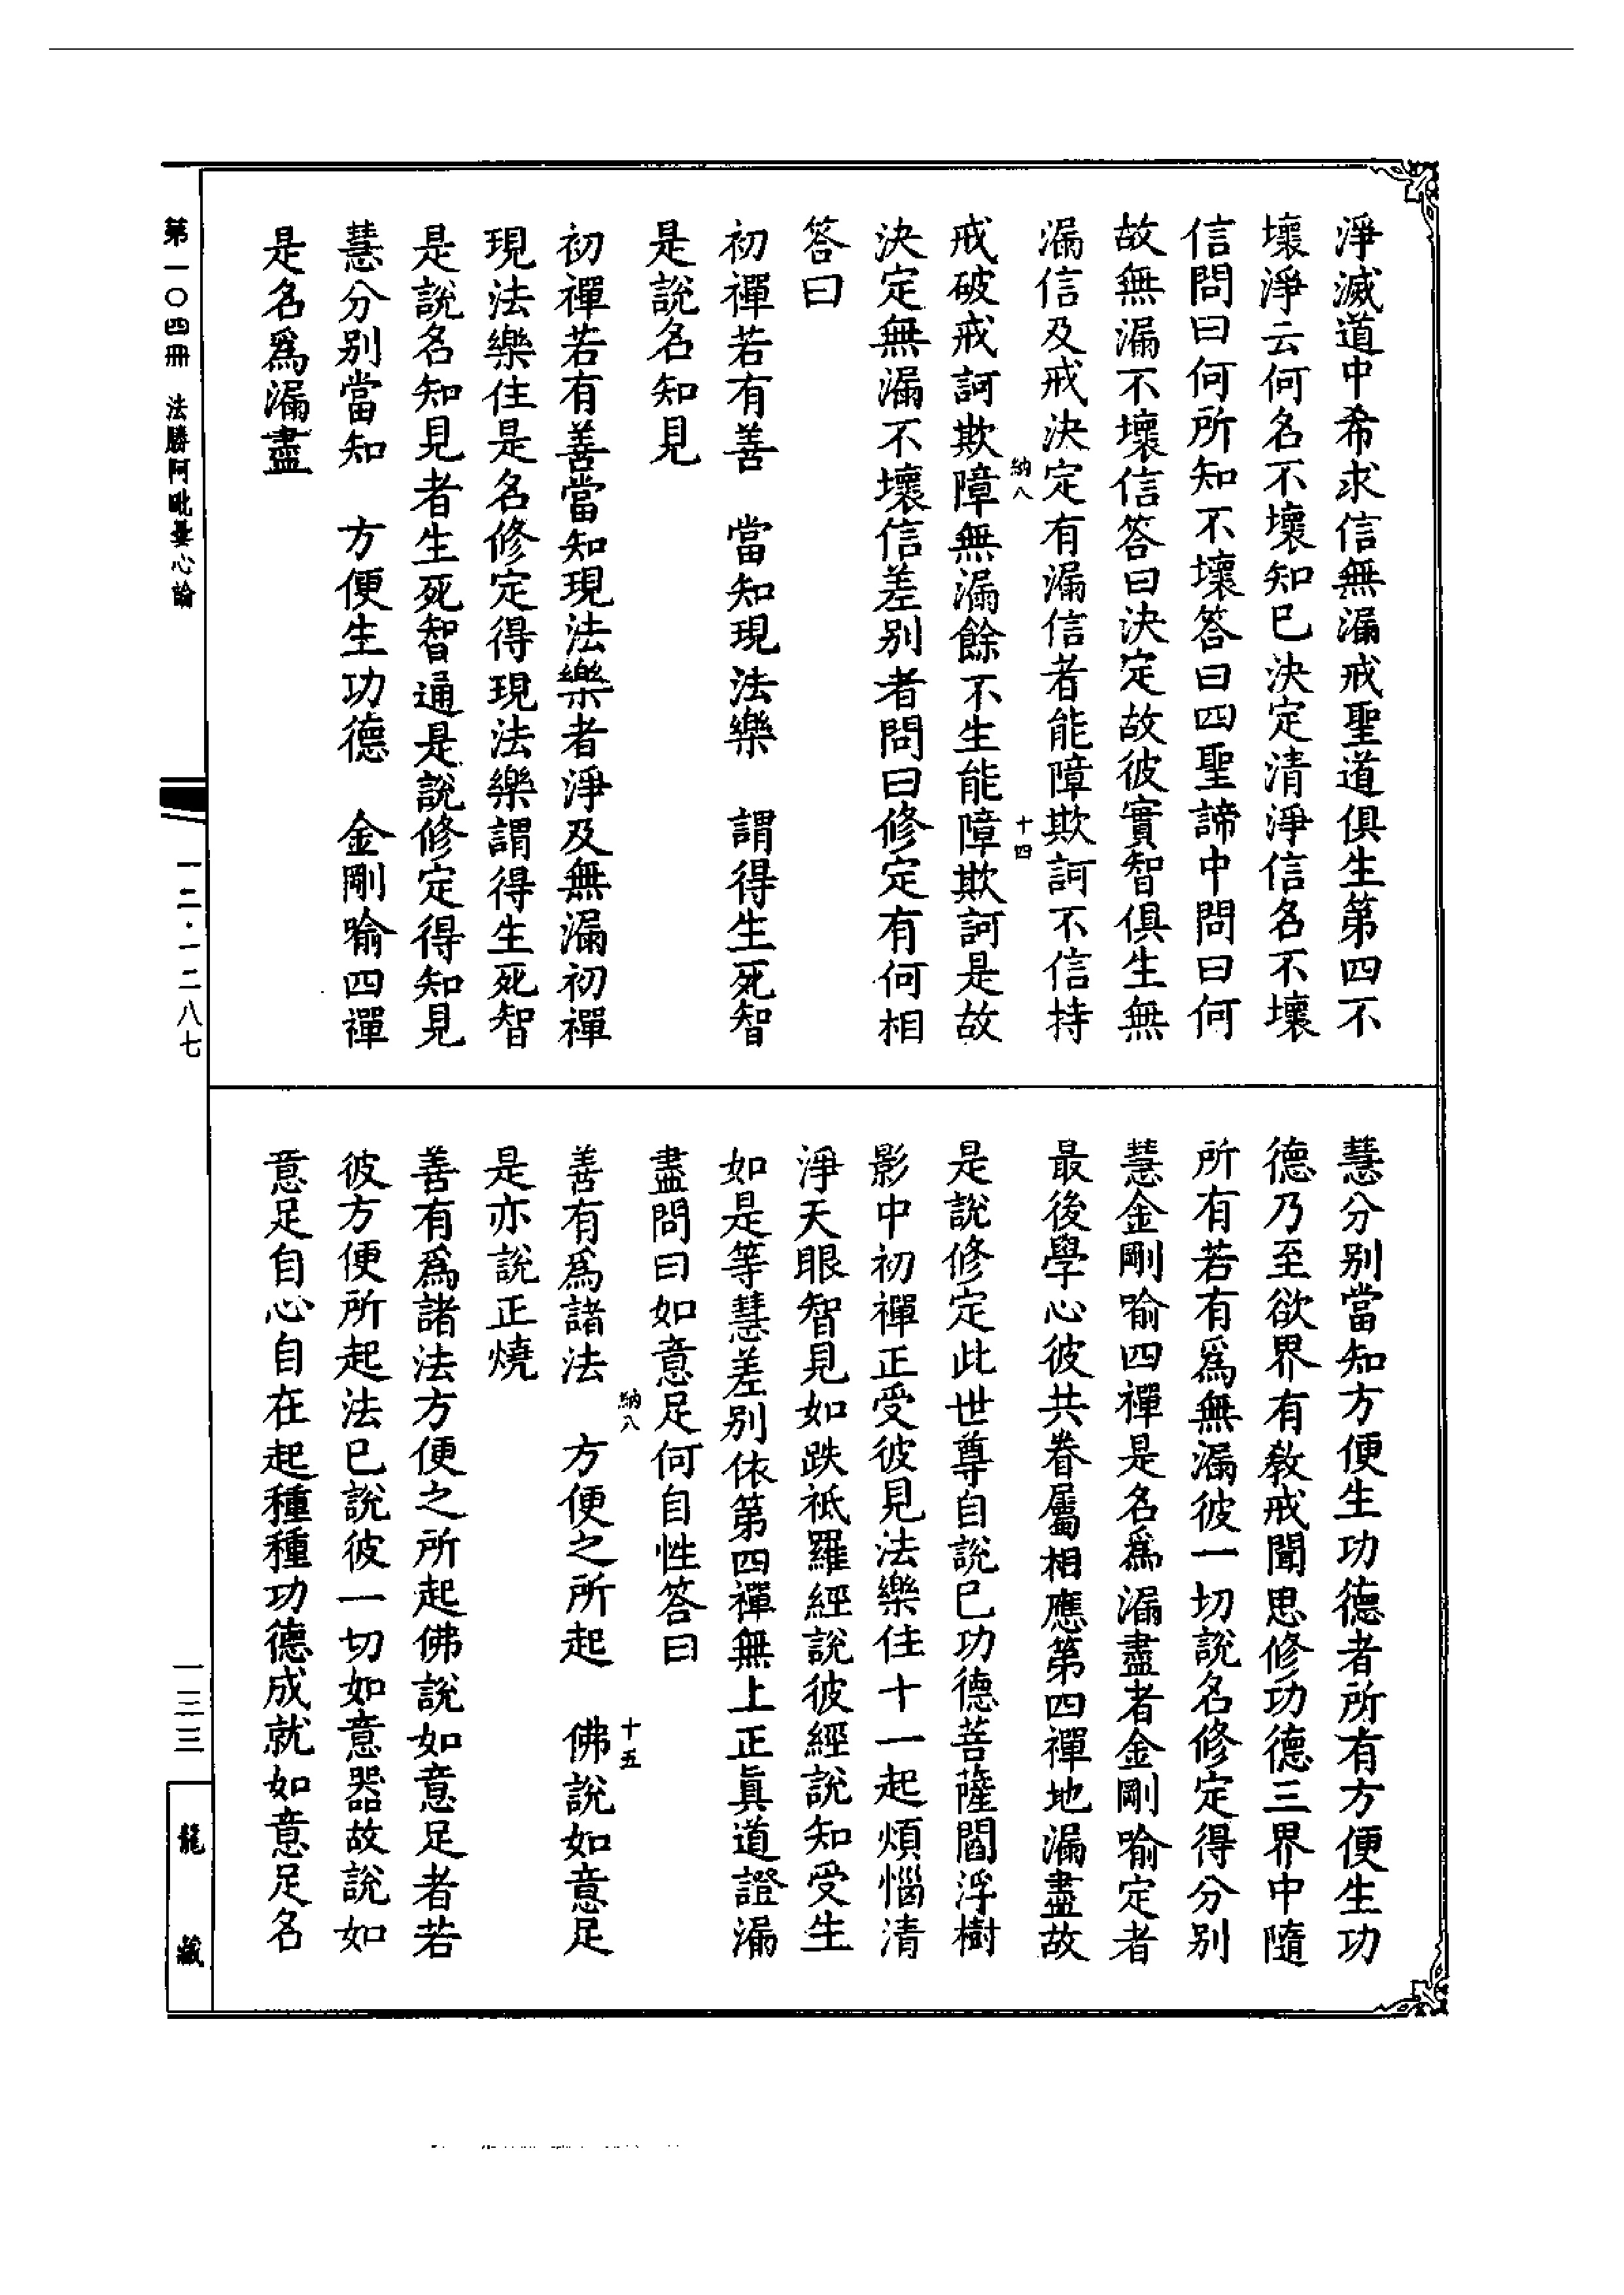 淨滅道中希求信無漏戒聖道俱生第四不
壞淨云何名不壞知已決定清淨信名不壞
信問曰何所知不壞答曰四聖諦中問曰何
故無漏不壞信答曰決定故彼實智俱生無
漏信及戒決定有漏信者能障欺訶不信持
納八
十四
戒破戒訶欺障無漏餘不生能障欺訶是故
決定無漏不壞信差別者問曰修定有何相
答曰
初禪若有善　當知現法樂　謂得生死智
是說名知見
初禪若有善當知現法樂者淨及無漏初禪
現法樂住是名修定得現法樂謂得生死智
是說名知見者生死智通是說修定得知見
慧分別當知　方便生功德　金剛喻四禪
是名爲漏盡
慧分別當知方便生功德者所有方便生功
德乃至欲界有教戒聞思修功德三界中隨
所有若有爲無漏彼一切說名修定得分別
慧金剛喻四禪是名爲漏盡者金剛喻定者
最後學心彼共眷屬相應第四禪地漏盡故
是說修定此世尊自說已功德菩薩閻浮樹
影中初禪正受彼見法樂住十一起煩惱清
淨天眼智見如跌祇羅經說彼經說知受生
如是等慧差別依第四禪無上正真道證漏
盡問曰如意足何自性答曰
納八
十五
善有爲諸法　方便之所起　佛說如意足
是亦說正燒
善有爲諸法方便之所起佛說如意足者若
彼方便所起法已說彼一切如意器故說如
意足自心自在起種種功德成就如意足名
第一〇四冊　法勝阿毗曇心論
一二·一二八七
一三三
龍藏